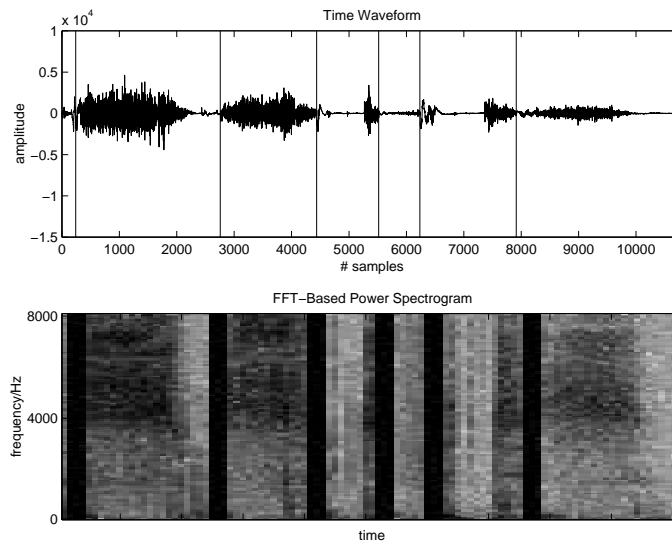 Time Waveform
x 10^4
1
0.5
0
−0.5
−1
−1.5
amplitude
0 1000 2000 3000 4000 5000 6000 7000 8000 9000 10000
# samples
FFT−Based Power Spectrogram
8000
4000
0
frequency/Hz
time